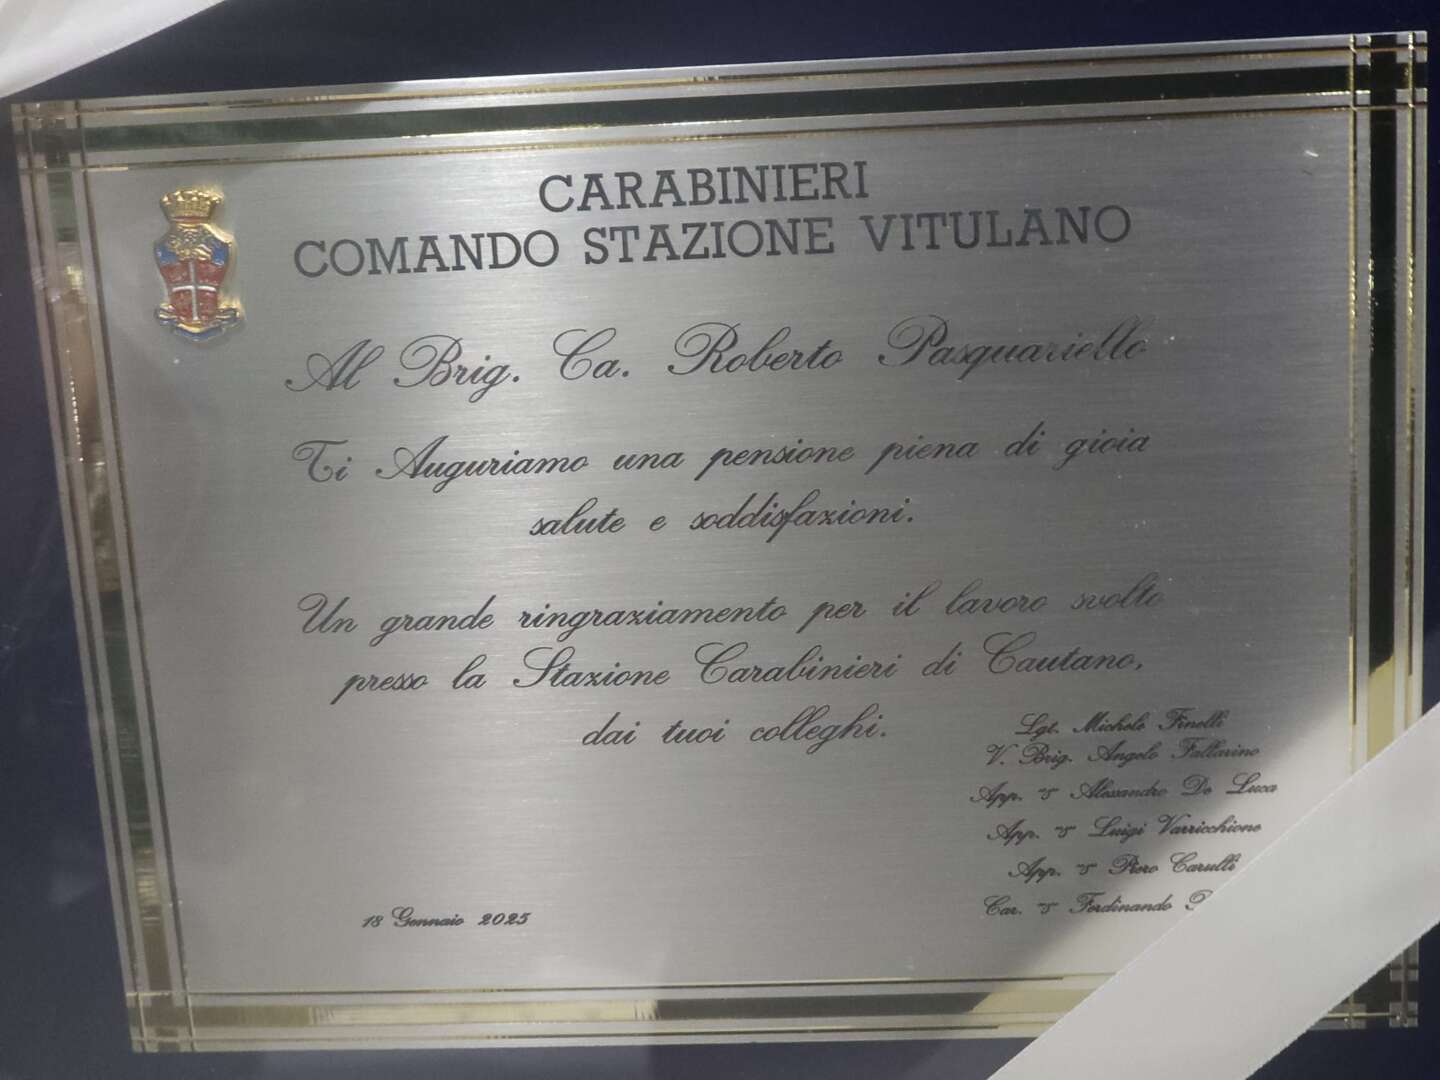 CARABINIERI
COMANDO STAZIONE VITULANO
Al Brig. Ca. Roberto Pasquariello
Ti Auguriamo una pensione piena di gioia
salute e soddisfazioni.
Un grande ringraziamento per il lavoro svolto
presso la Stazione Carabinieri di Cautano,
dai tuoi colleghi.
Lgt. Michele Finelli
V. Brig. Angelo Fallarino
App. "S" Alessandro De Luca
App. "S" Luigi Varricchione
App. "S" Piero Carulli
Car. "S" Ferdinando
18 Gennaio 2025